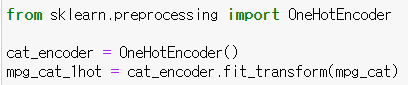 from sklearn.preprocessing import OneHotEncoder
cat_encoder = OneHotEncoder()
mpg_cat_1hot = cat_encoder.fit_transform(mpg_cat)